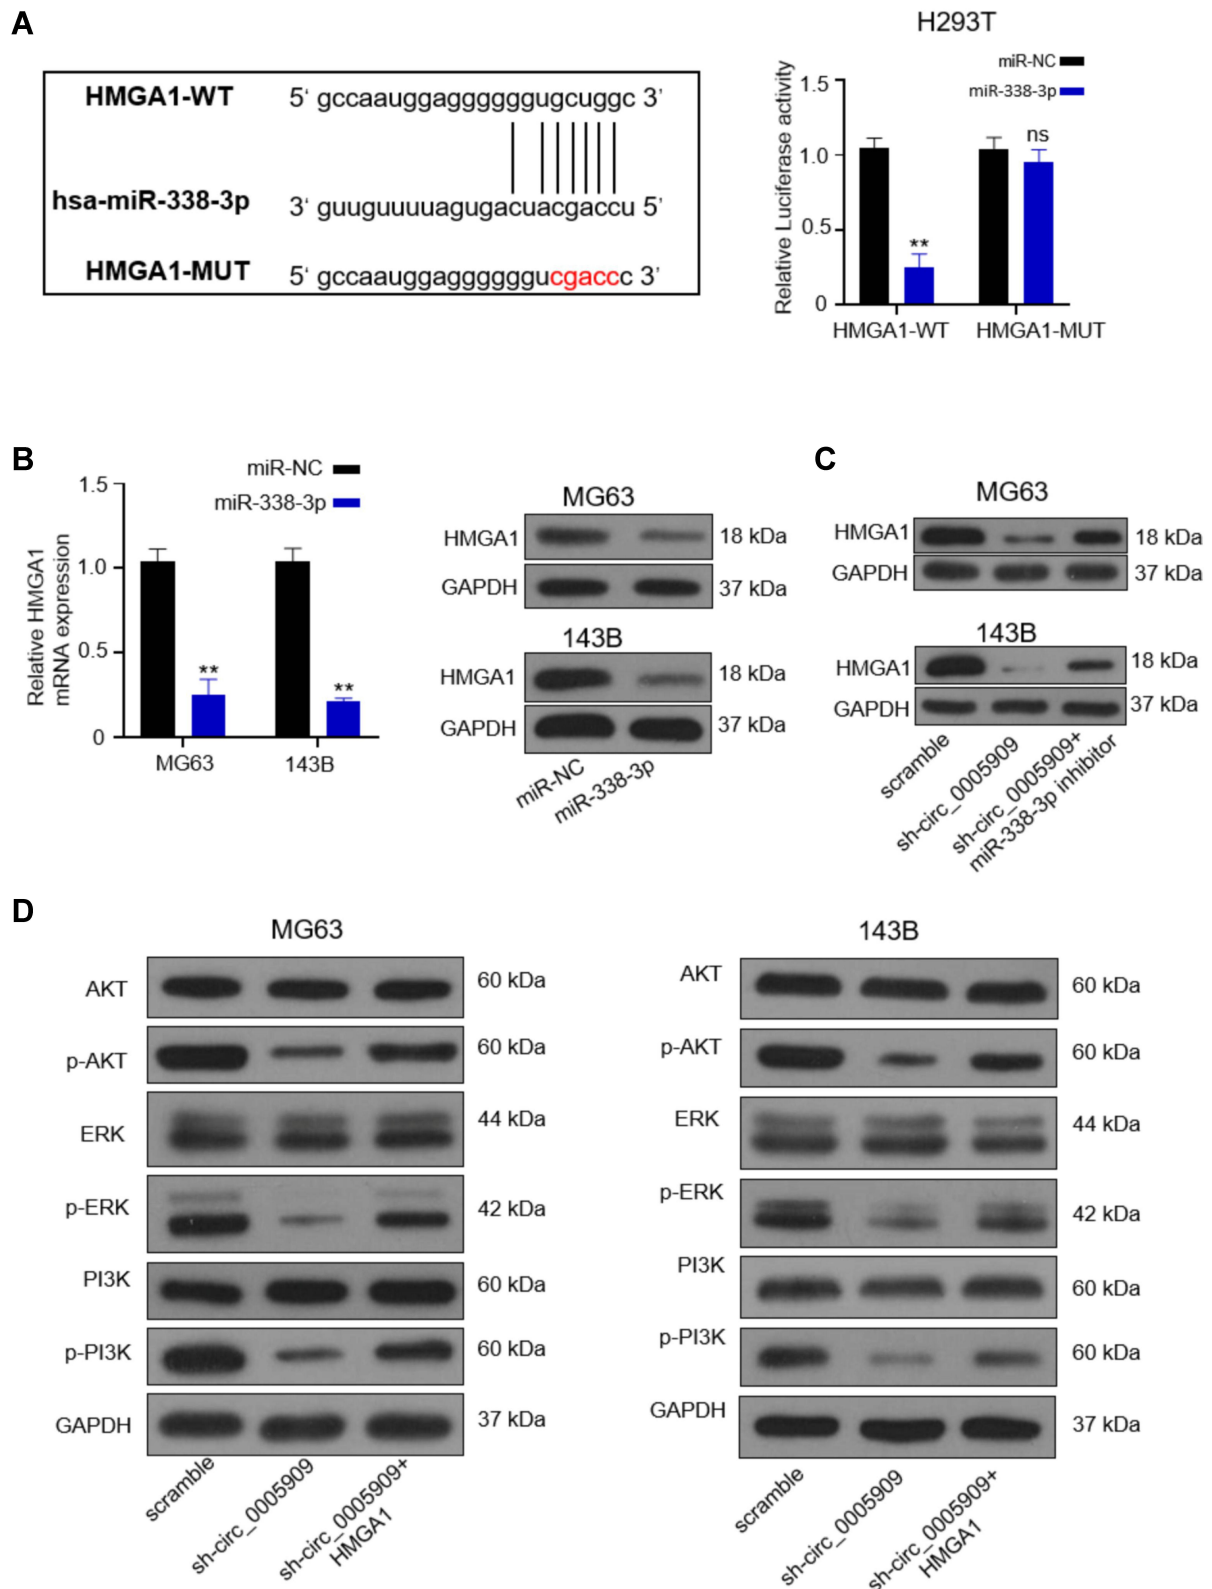 A
H293T
HMGA1-WT 5‘ gccaauggaggggggugcuggc 3’
hsa-miR-338-3p 3‘ guuguuuuagugacuacgaccu 5’
HMGA1-MUT 5‘ gccaauggaggggggucgaccc 3’
miR-NC
miR-338-3p
Relative Luciferase activity
1.5
1.0
0.5
0
**
ns
HMGA1-WT
HMGA1-MUT
B
miR-NC
miR-338-3p
Relative HMGA1
mRNA expression
1.5
1.0
0.5
0
**
**
MG63
143B
MG63
HMGA1 18 kDa
GAPDH 37 kDa
143B
HMGA1 18 kDa
GAPDH 37 kDa
miR-NC
miR-338-3p
C
MG63
HMGA1 18 kDa
GAPDH 37 kDa
143B
HMGA1 18 kDa
GAPDH 37 kDa
scramble
sh-circ_0005909
sh-circ_0005909+
miR-338-3p inhibitor
D
MG63
AKT 60 kDa
p-AKT 60 kDa
ERK 44 kDa
p-ERK 42 kDa
PI3K 60 kDa
p-PI3K 60 kDa
GAPDH 37 kDa
scramble
sh-circ_0005909
sh-circ_0005909+
HMGA1
143B
AKT 60 kDa
p-AKT 60 kDa
ERK 44 kDa
p-ERK 42 kDa
PI3K 60 kDa
p-PI3K 60 kDa
GAPDH 37 kDa
scramble
sh-circ_0005909
sh-circ_0005909+
HMGA1